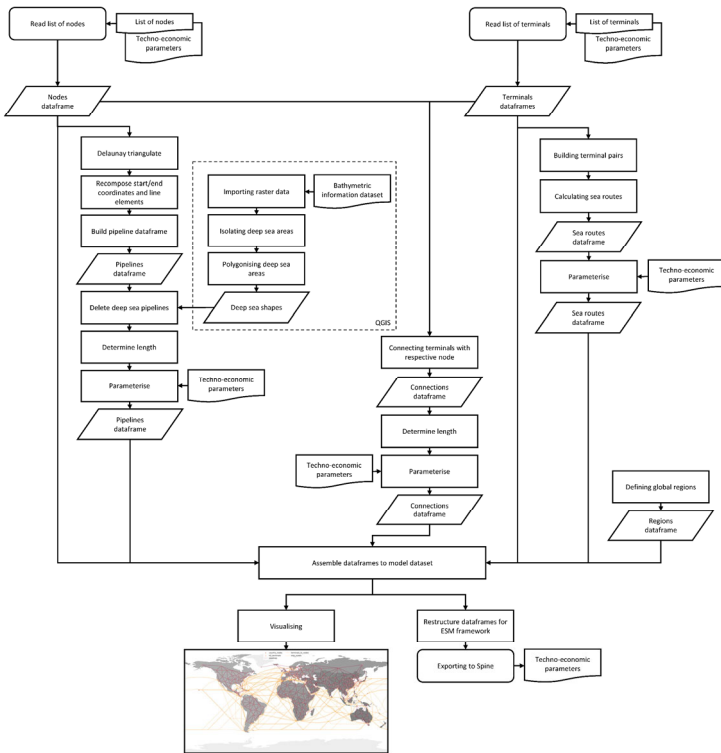 Read list of nodes
List of nodes
Techno-economic
parameters
Read list of terminals
List of terminals
Techno-economic
parameters
Nodes
dataframe
Terminals
dataframes
Delaunay triangulate
Recompose start/end
coordinates and line
elements
Build pipeline dataframe
Pipelines
dataframe
Delete deep sea pipelines
Determine length
Parameterise
Techno-economic
parameters
Pipelines
dataframe
Importing raster data
Bathymetric
information dataset
Isolating deep sea areas
Polygonising deep sea
areas
Deep sea shapes
QGIS
Building terminal pairs
Calculating sea routes
Sea routes
dataframe
Parameterise
Techno-economic
parameters
Sea routes
dataframe
Connecting terminals with
respective node
Connections
dataframe
Determine length
Techno-economic
parameters
Parameterise
Connections
dataframe
Defining global regions
Regions
dataframe
Assemble dataframes to model dataset
Visualising
Restructure dataframes for
ESM framework
Exporting to Spine
Techno-economic
parameters